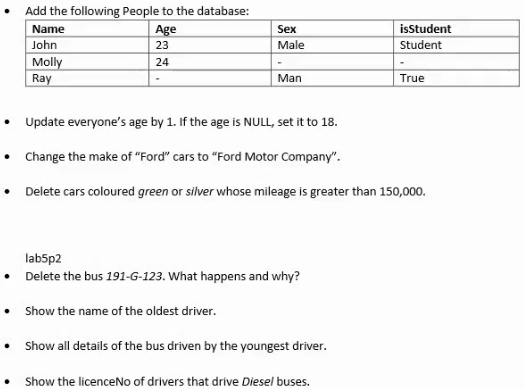 • Add the following People to the database:
Name Age Sex isStudent
John 23 Male Student
Molly 24 - -
Ray - Man True
• Update everyone's age by 1. If the age is NULL, set it to 18.
• Change the make of "Ford" cars to "Ford Motor Company".
• Delete cars coloured green or silver whose mileage is greater than 150,000.
lab5p2
• Delete the bus 191-G-123. What happens and why?
• Show the name of the oldest driver.
• Show all details of the bus driven by the youngest driver.
• Show the licenceNo of drivers that drive Diesel buses.